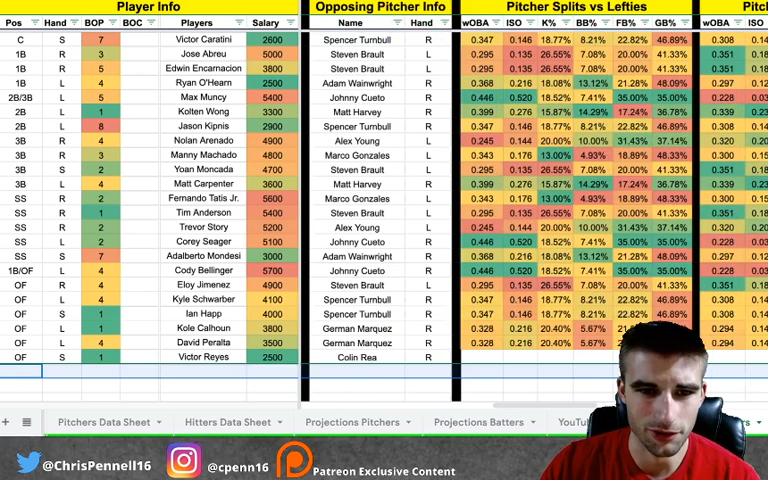 Player Info Opposing Pitcher Info Pitcher Splits vs Lefties
Pos Hand BOP BOC Players Salary Name Hand wOBA ISO K% BB% FB% GB% wOBA ISO
C S 7 Victor Caratini 2600 Spencer Turnbull R 0.347 0.146 18.77% 8.21% 22.82% 46.89% 0.308
1B R 3 Jose Abreu 5000 Steven Brault L 0.295 0.135 26.55% 7.08% 20.00% 41.33% 0.351
1B R 5 Edwin Encarnacion 3800 Steven Brault L 0.295 0.135 26.55% 7.08% 20.00% 41.33% 0.351
1B L 4 Ryan O'Hearn 2500 Adam Wainwright R 0.368 0.216 18.08% 13.12% 21.28% 48.09% 0.297
2B/3B L 5 Max Muncy 5400 Johnny Cueto R 0.446 0.520 18.52% 7.41% 35.00% 35.00% 0.228
2B L 1 Kolten Wong 3300 Matt Harvey R 0.399 0.276 15.87% 14.29% 17.24% 36.78% 0.339
2B L 8 Jason Kipnis 2900 Spencer Turnbull R 0.347 0.146 18.77% 8.21% 22.82% 46.89% 0.308
3B R 4 Nolan Arenado 4900 Alex Young L 0.245 0.144 20.00% 10.00% 31.43% 37.14% 0.320
3B R 3 Manny Machado 4800 Marco Gonzales L 0.343 0.176 13.00% 4.93% 18.89% 48.33% 0.300
3B S 2 Yoan Moncada 4700 Steven Brault L 0.295 0.135 26.55% 7.08% 20.00% 41.33% 0.351
3B L 4 Matt Carpenter 3600 Matt Harvey R 0.399 0.276 15.87% 14.29% 17.24% 36.78% 0.339
SS R 2 Fernando Tatis Jr. 5600 Marco Gonzales L 0.343 0.176 13.00% 4.93% 18.89% 48.33% 0.300
SS R 1 Tim Anderson 5400 Steven Brault L 0.295 0.135 26.55% 7.08% 20.00% 41.33% 0.351
SS R 2 Trevor Story 5200 Alex Young L 0.245 0.144 20.00% 10.00% 31.43% 37.14% 0.320
SS L 2 Corey Seager 5100 Johnny Cueto R 0.446 0.520 18.52% 7.41% 35.00% 35.00% 0.228
SS S 7 Adalberto Mondesi 3000 Adam Wainwright R 0.368 0.216 18.08% 13.12% 21.28% 48.09% 0.297
1B/OF L 4 Cody Bellinger 5700 Johnny Cueto R 0.446 0.520 18.52% 7.41% 35.00% 35.00% 0.228
OF R 4 Eloy Jimenez 4900 Steven Brault L 0.295 0.135 26.55% 7.08% 20.00% 41.33% 0.351
OF L 4 Kyle Schwarber 4100 Spencer Turnbull R 0.347 0.146 18.77% 8.21% 22.82% 46.89% 0.308
OF S 1 Ian Happ 4000 Spencer Turnbull R 0.347 0.146 18.77% 8.21% 22.82% 46.89% 0.308
OF L 1 Kole Calhoun 3800 German Marquez R 0.328 0.216 20.40% 5.67% 0.294
OF L 4 David Peralta 3500 German Marquez R 0.328 0.216 20.40% 5.67% 0.294
OF S 1 Victor Reyes 2500 Colin Rea R
Pitchers Data Sheet Hitters Data Sheet Projections Pitchers Projections Batters
@ChrisPennell16 @cpenn16 Patreon Exclusive Content